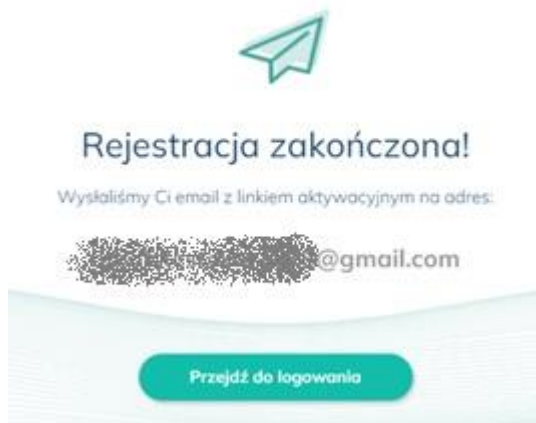 Rejestracja zakończona!
Wysłaliśmy Ci email z linkiem aktywacyjnym na adres:
@gmail.com
Przejdź do logowania